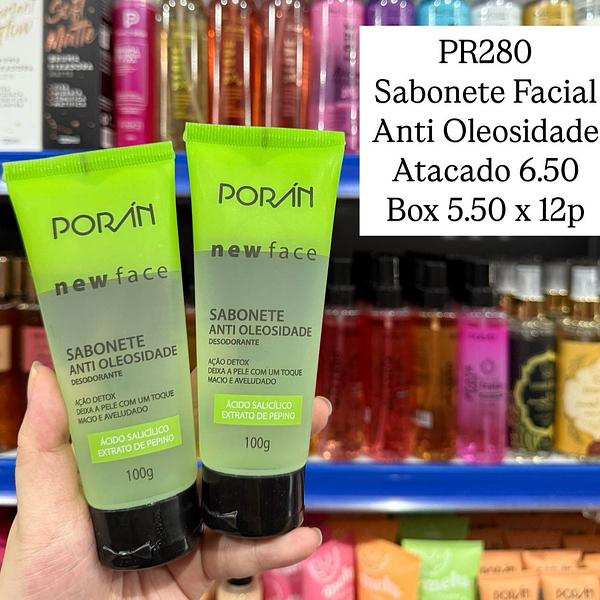 PR280
Sabonete Facial
Anti Oleosidade
Atacado 6.50
Box 5.50 x 12p
PORÁN
new face
SABONETE
ANTI OLEOSIDADE
DESODORANTE
AÇÃO DETOX
DEIXA A PELE COM UM TOQUE
MACIO E AVELUDADO
ÁCIDO SALICÍLICO
EXTRATO DE PEPINO
100g
PORÁN
new face
SABONETE
ANTI OLEOSIDADE
DESODORANTE
AÇÃO DETOX
DEIXA A PELE COM UM TOQUE
MACIO E AVELUDADO
ÁCIDO SALICÍLICO
EXTRATO DE PEPINO
100g
PORÁN